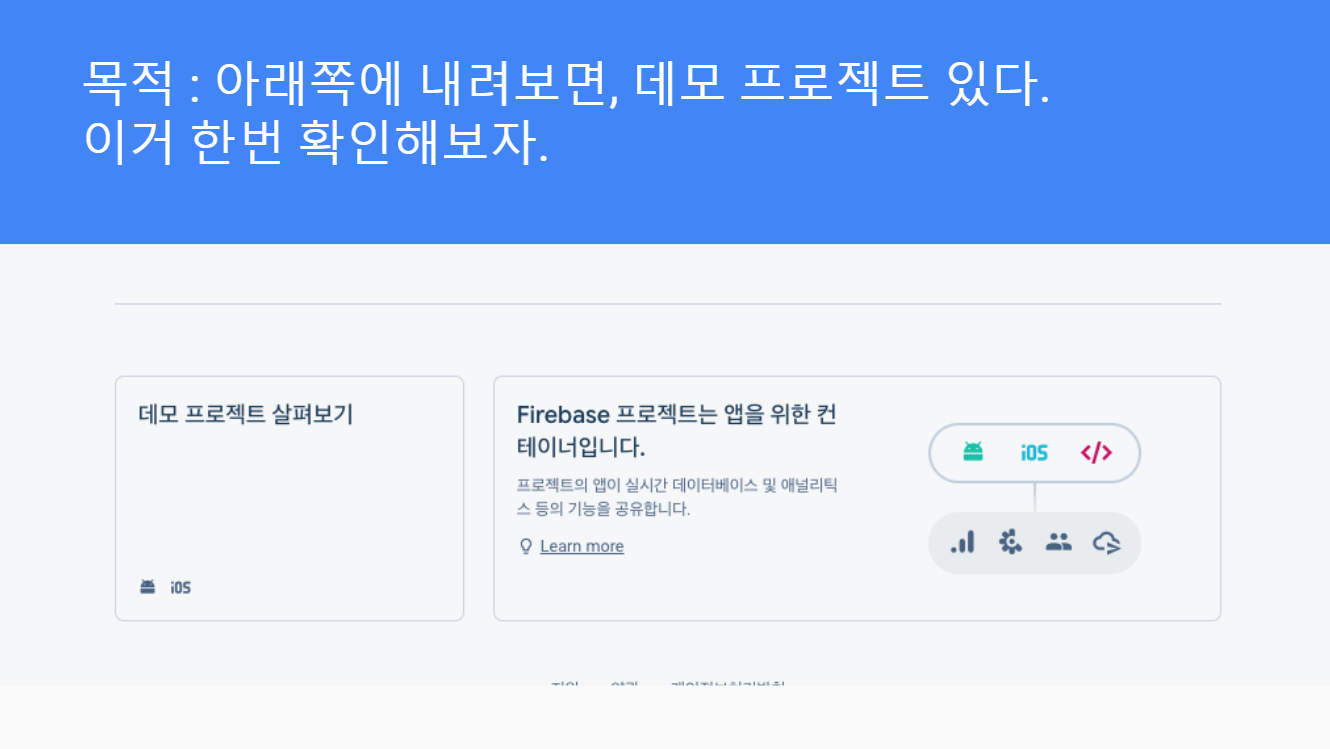 목적 : 아래쪽에 내려보면, 데모 프로젝트 있다.
이거 한번 확인해보자.
데모 프로젝트 살펴보기
iOS
Firebase 프로젝트는 앱을 위한 컨
테이너입니다.
프로젝트의 앱이 실시간 데이터베이스 및 애널리틱
스 등의 기능을 공유합니다.
Learn more
iOS </>